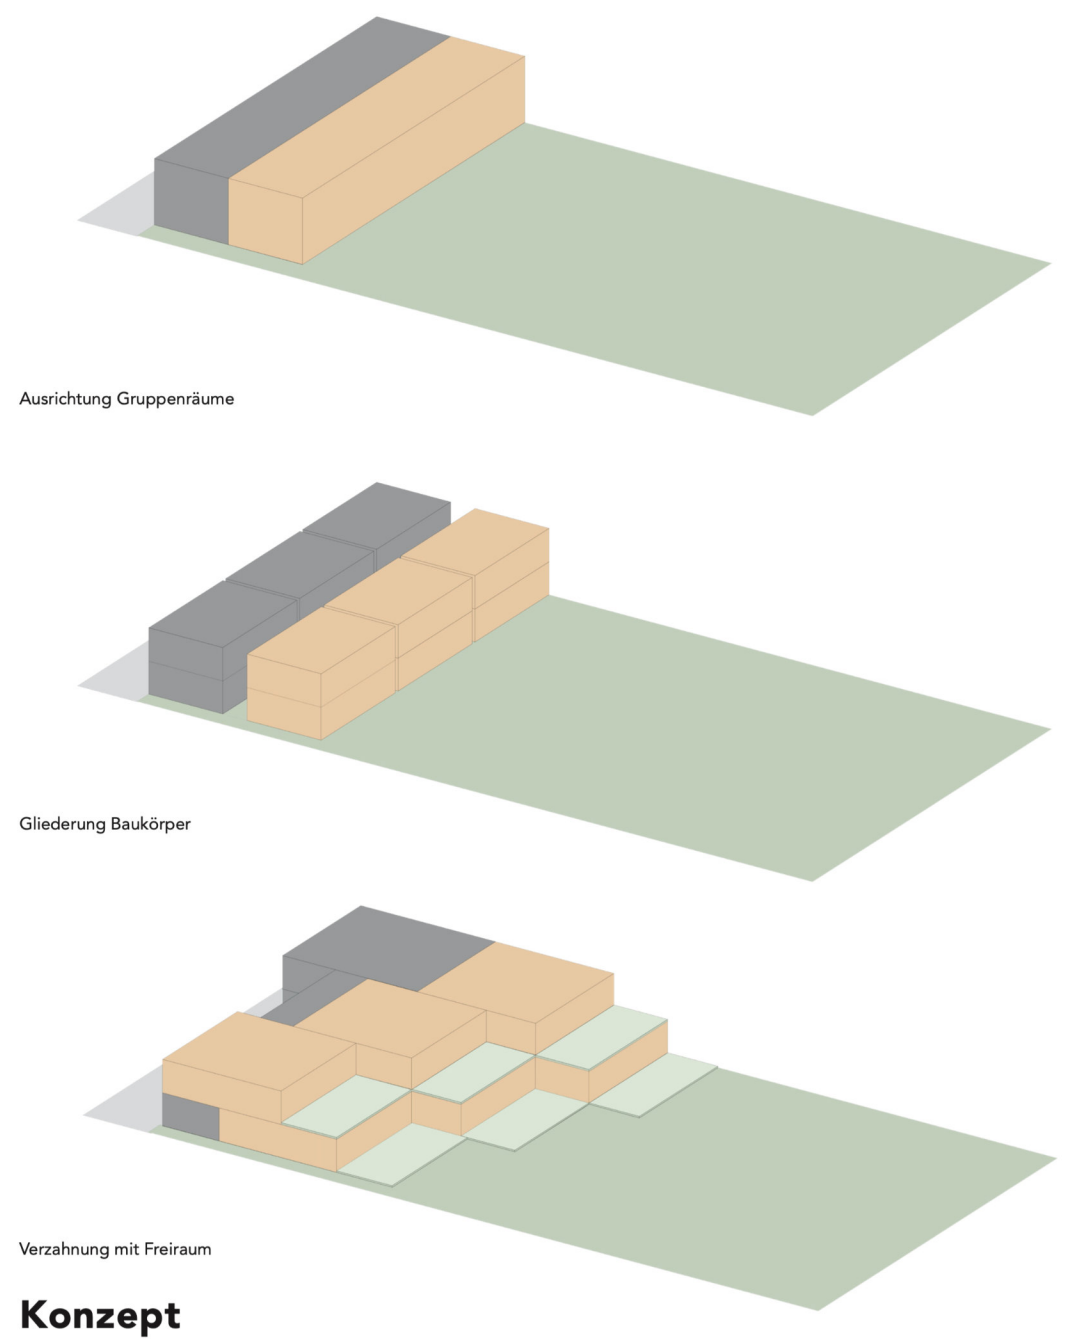 Ausrichtung Gruppenräume
Gliederung Baukörper
Verzahnung mit Freiraum
Konzept